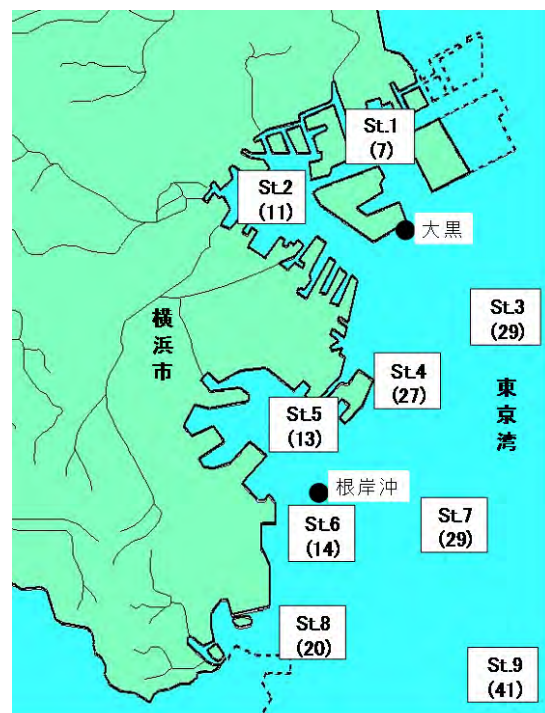 St.1
(7)
St.2
(11)
大黒
St.3
(29)
横浜市
St.4
(27)
東京湾
St.5
(13)
根岸沖
St.6
(14)
St.7
(29)
St.8
(20)
St.9
(41)